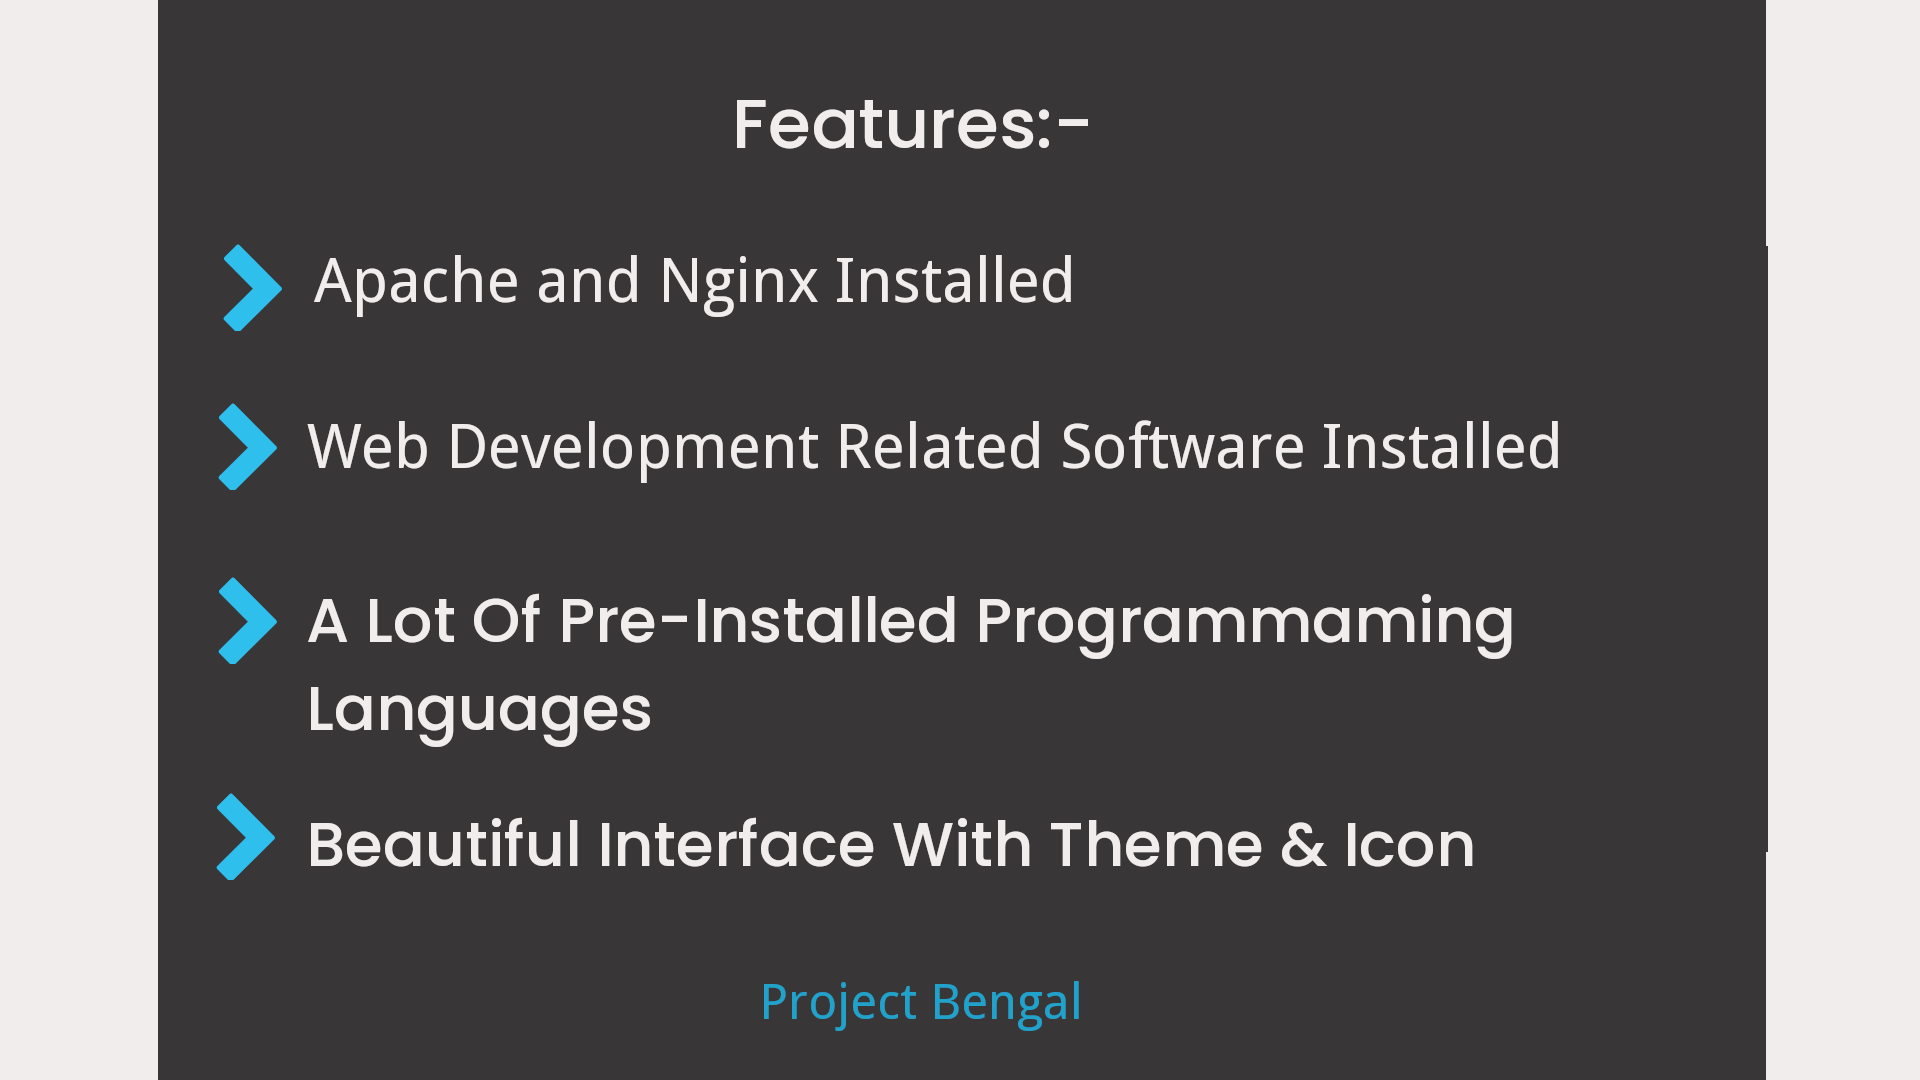 Features:-
Apache and Nginx Installed
Web Development Related Software Installed
A Lot Of Pre-Installed Programmaming
Languages
Beautiful Interface With Theme & Icon
Project Bengal